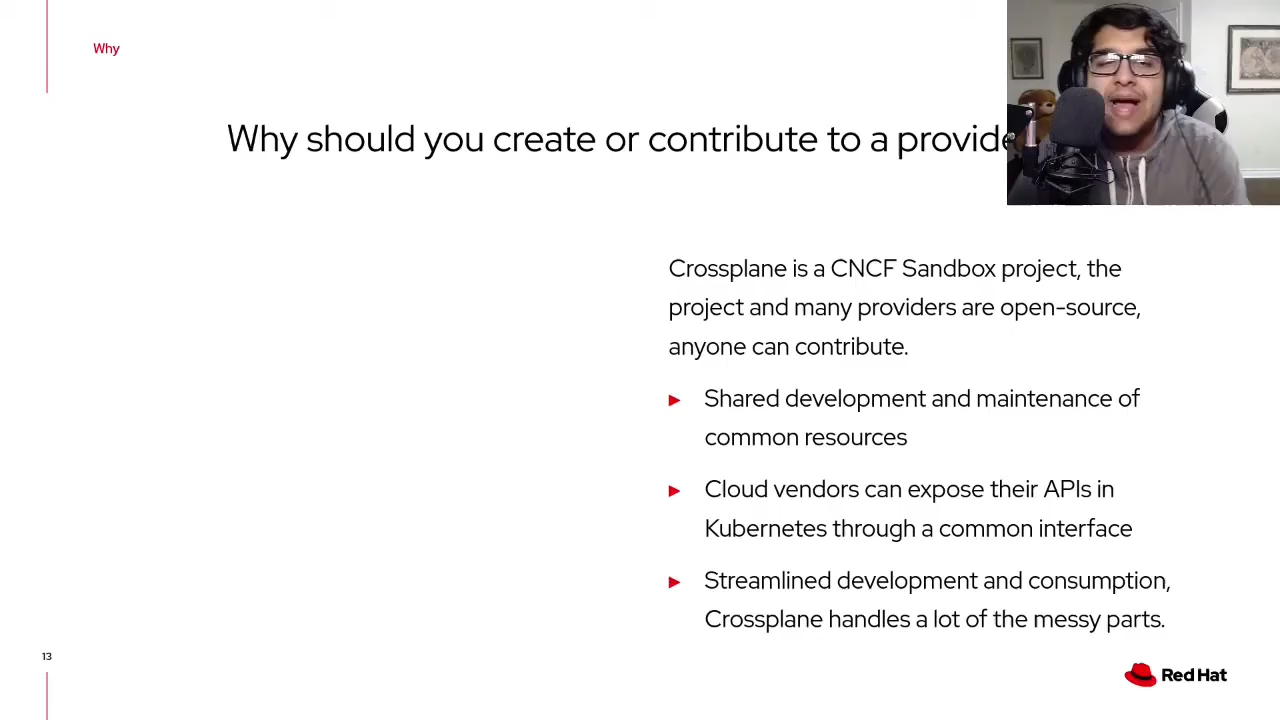 Why
Why should you create or contribute to a provide
Crossplane is a CNCF Sandbox project, the
project and many providers are open-source,
anyone can contribute.
► Shared development and maintenance of
common resources
► Cloud vendors can expose their APIs in
Kubernetes through a common interface
► Streamlined development and consumption,
Crossplane handles a lot of the messy parts.
13
Red Hat